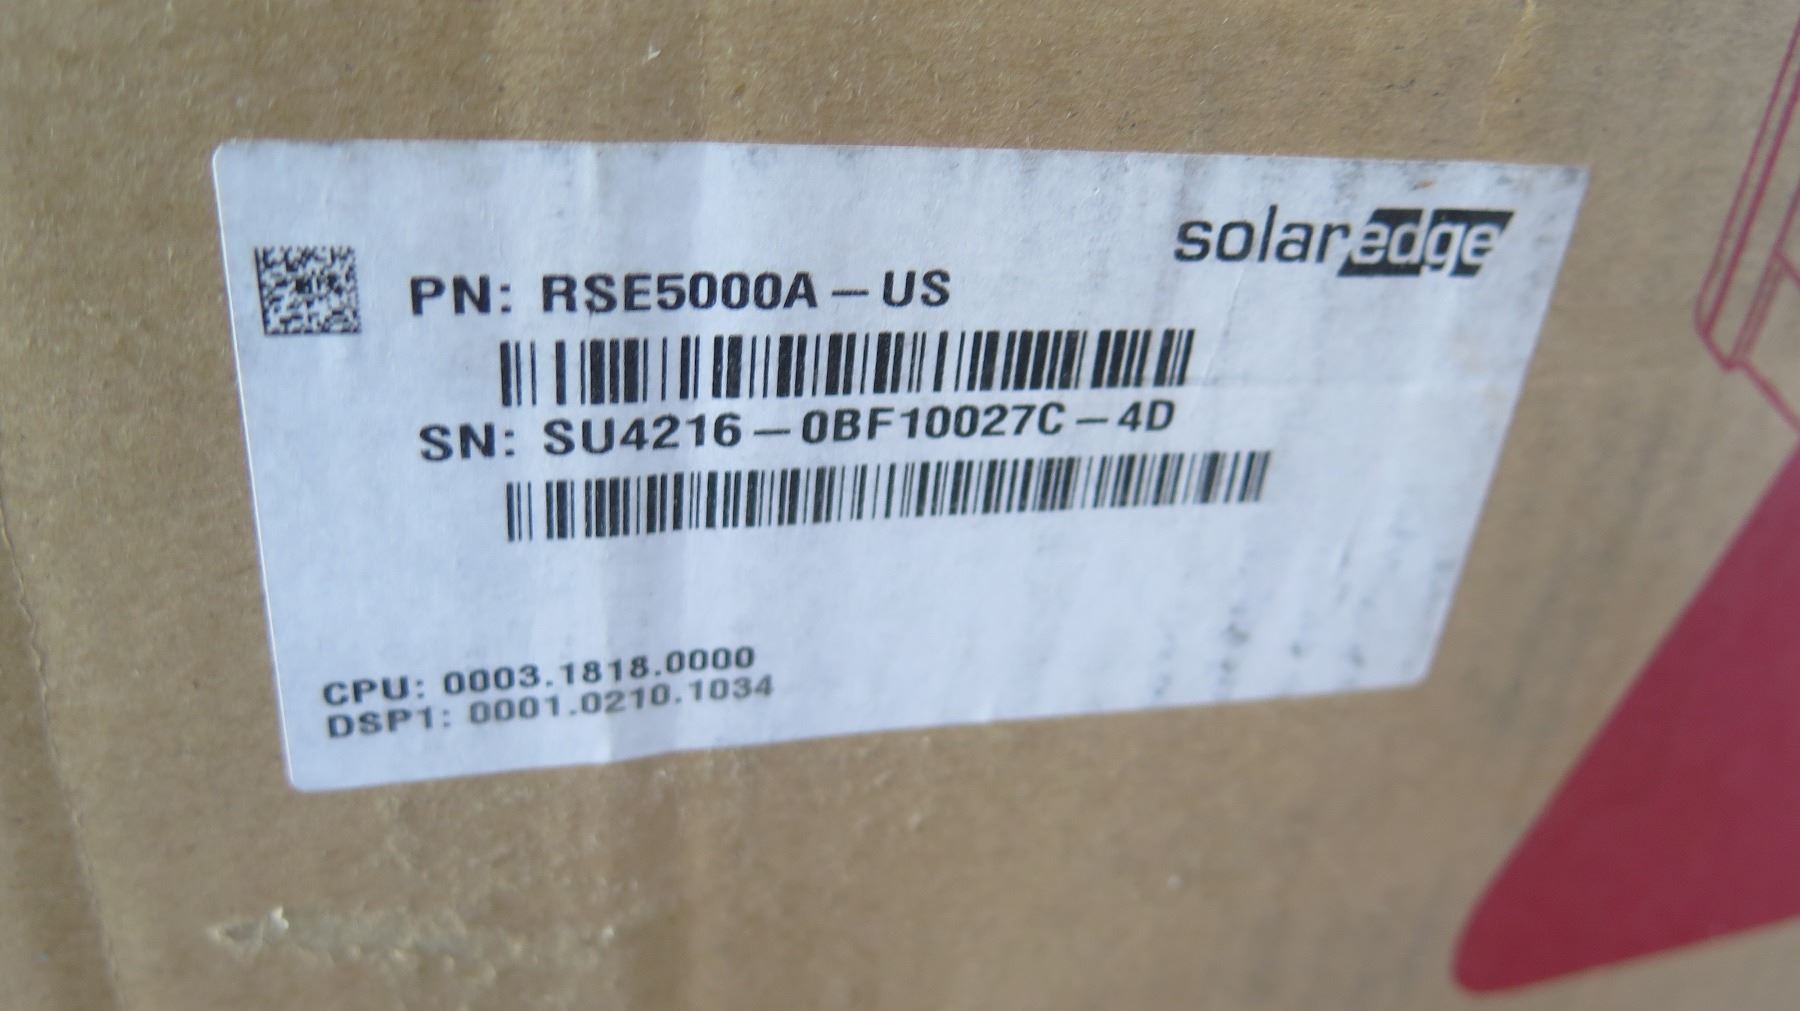 solaredge
PN: RSE5000A-US
SN: SU4216-0BF10027C-4D
CPU: 0003.1818.0000
DSP1: 0001.0210.1034